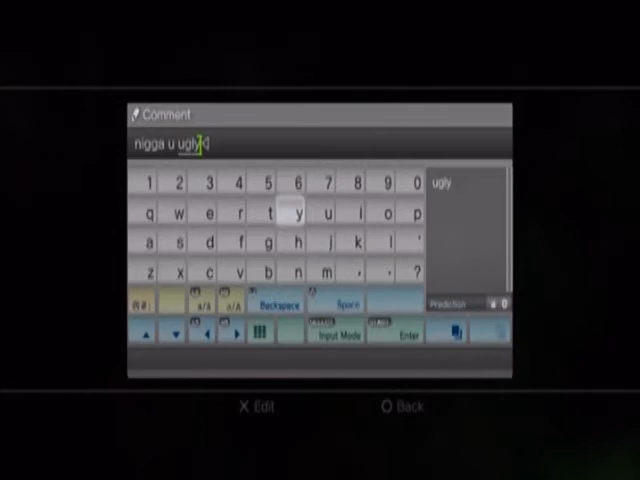 Comment
nigga u ugly
1 2 3 4 5 6 7 8 9 0 ugly
q w e r t y u i o p
a s d f g h j k l '
z x c v b n m , . ?
@#: a/á a/A Backspace Space Prediction 0
Input Mode Enter
X Edit O Back